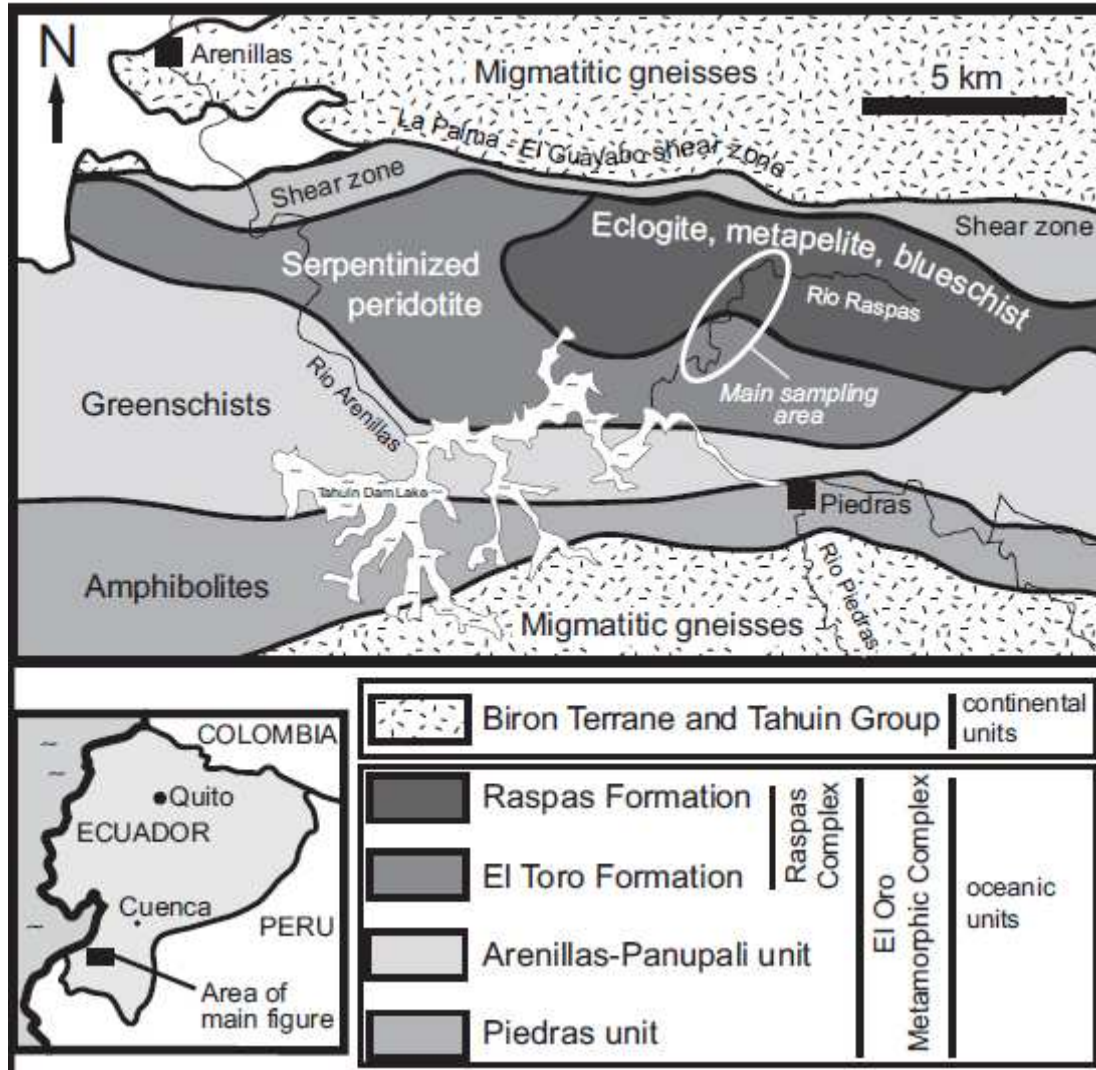 N
Arenillas
Migmatitic gneisses
5 km
La Palma - El Guayabo shear zone
Shear zone
Shear zone
Eclogite, metapelite, blueschist
Serpentinized
peridotite
Rio Raspas
Rio Arenillas
Main sampling
area
Greenschists
Tahuin Dam Lake
Piedras
Amphibolites
Rio Piedras
Migmatitic gneisses
COLOMBIA
Quito
ECUADOR
Cuenca
PERU
Area of
main figure
Biron Terrane and Tahuin Group
continental
units
Raspas Formation
El Toro Formation
Raspas
Complex
Arenillas-Panupali unit
Piedras unit
El Oro
Metamorphic Complex
oceanic
units